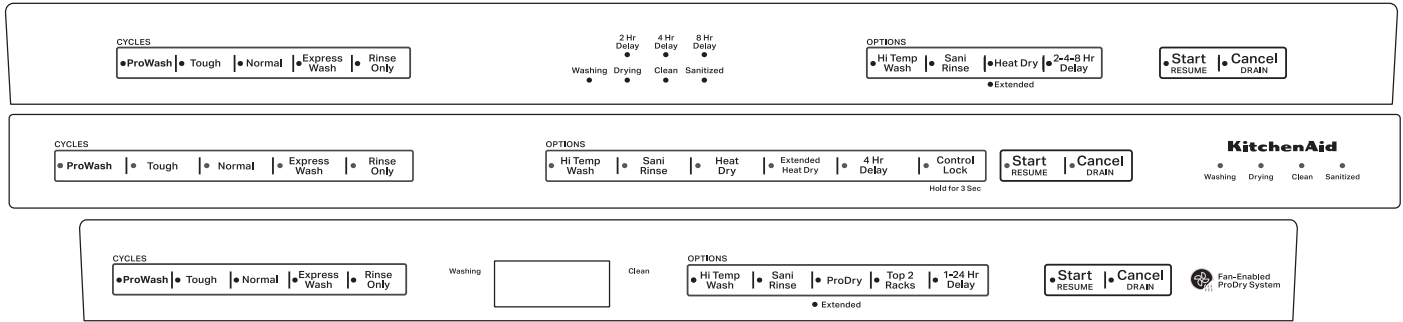 CYCLES
ProWash Tough Normal Express Wash Rinse Only
2 Hr Delay 4 Hr Delay 8 Hr Delay
Washing Drying Clean Sanitized
OPTIONS
Hi Temp Wash Sani Rinse Heat Dry 2-4-8 Hr Delay
Extended
Start RESUME Cancel DRAIN
CYCLES
ProWash Tough Normal Express Wash Rinse Only
OPTIONS
Hi Temp Wash Sani Rinse Heat Dry Extended Heat Dry 4 Hr Delay Control Lock
Hold for 3 Sec
Start RESUME Cancel DRAIN
KitchenAid
Washing Drying Clean Sanitized
CYCLES
ProWash Tough Normal Express Wash Rinse Only
Washing Clean
OPTIONS
Hi Temp Wash Sani Rinse ProDry Top 2 Racks 1-24 Hr Delay
Extended
Start RESUME Cancel DRAIN
Fan-Enabled
ProDry System